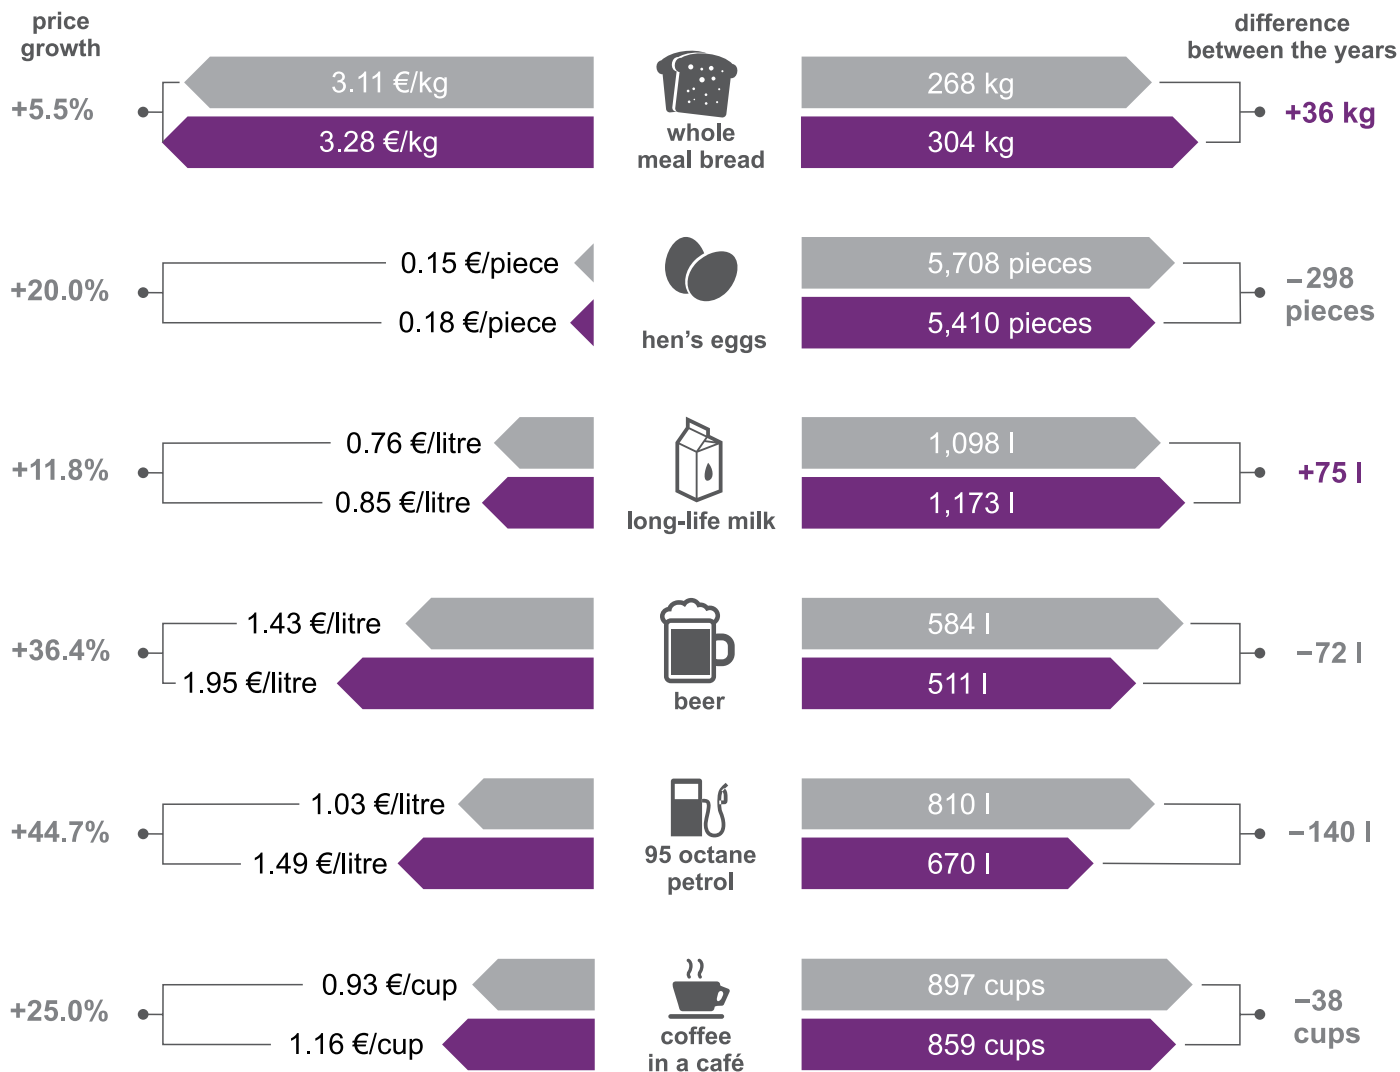 price
growth
difference
between the years
+5.5%
3.11 €/kg
3.28 €/kg
whole
meal bread
268 kg
304 kg
+36 kg
+20.0%
0.15 €/piece
0.18 €/piece
hen's eggs
5,708 pieces
5,410 pieces
−298
pieces
+11.8%
0.76 €/litre
0.85 €/litre
long-life milk
1,098 l
1,173 l
+75 l
+36.4%
1.43 €/litre
1.95 €/litre
beer
584 l
511 l
−72 l
+44.7%
1.03 €/litre
1.49 €/litre
95 octane
petrol
810 l
670 l
−140 l
+25.0%
0.93 €/cup
1.16 €/cup
coffee
in a café
897 cups
859 cups
−38
cups